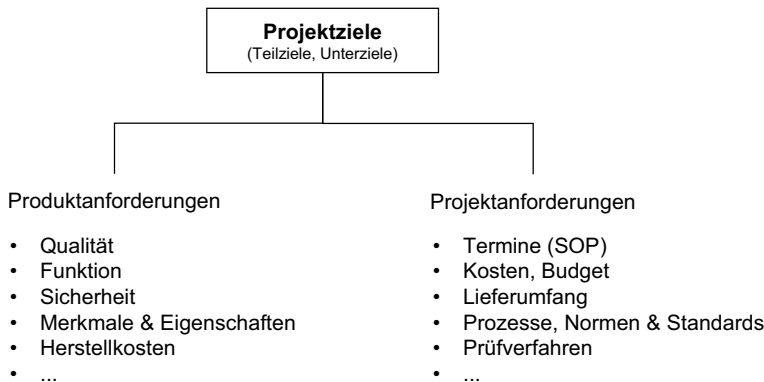 Projektziele
(Teilziele, Unterziele)
Produktanforderungen
• Qualität
• Funktion
• Sicherheit
• Merkmale & Eigenschaften
• Herstellkosten
• ...
Projektanforderungen
• Termine (SOP)
• Kosten, Budget
• Lieferumfang
• Prozesse, Normen & Standards
• Prüfverfahren
• ...